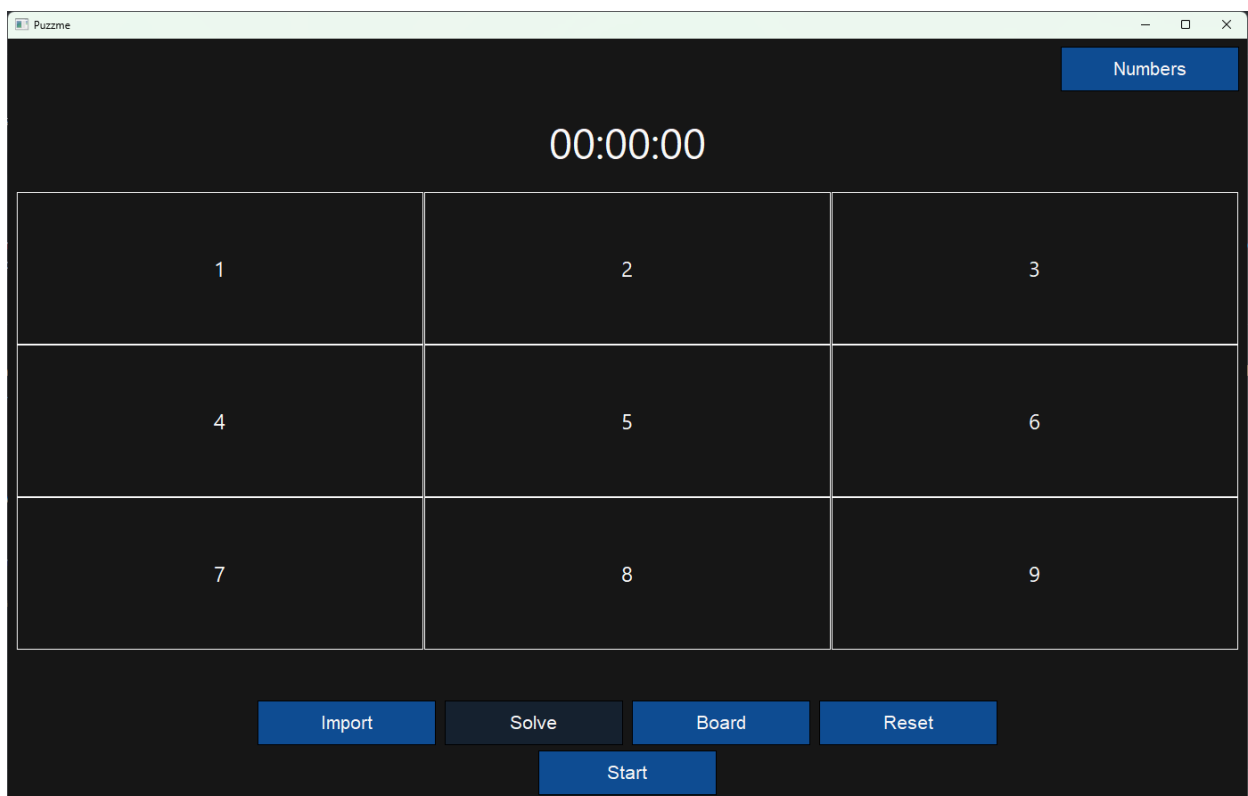 Puzzme
Numbers
00:00:00
1 2 3
4 5 6
7 8 9
Import Solve Board Reset
Start